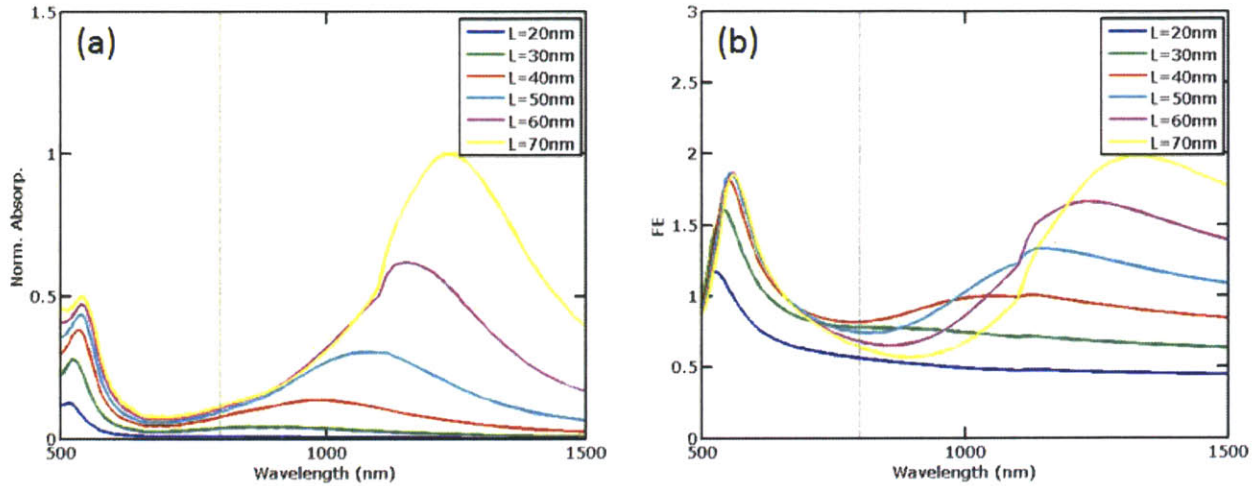 (a)
1.5
1
0.5
0
Norm. Absorp.
500
1000
1500
Wavelength (nm)
L=20nm
L=30nm
L=40nm
L=50nm
L=60nm
L=70nm
(b)
3
2.5
2
1.5
1
0.5
0
FE
500
1000
1500
Wavelength (nm)
L=20nm
L=30nm
L=40nm
L=50nm
L=60nm
L=70nm